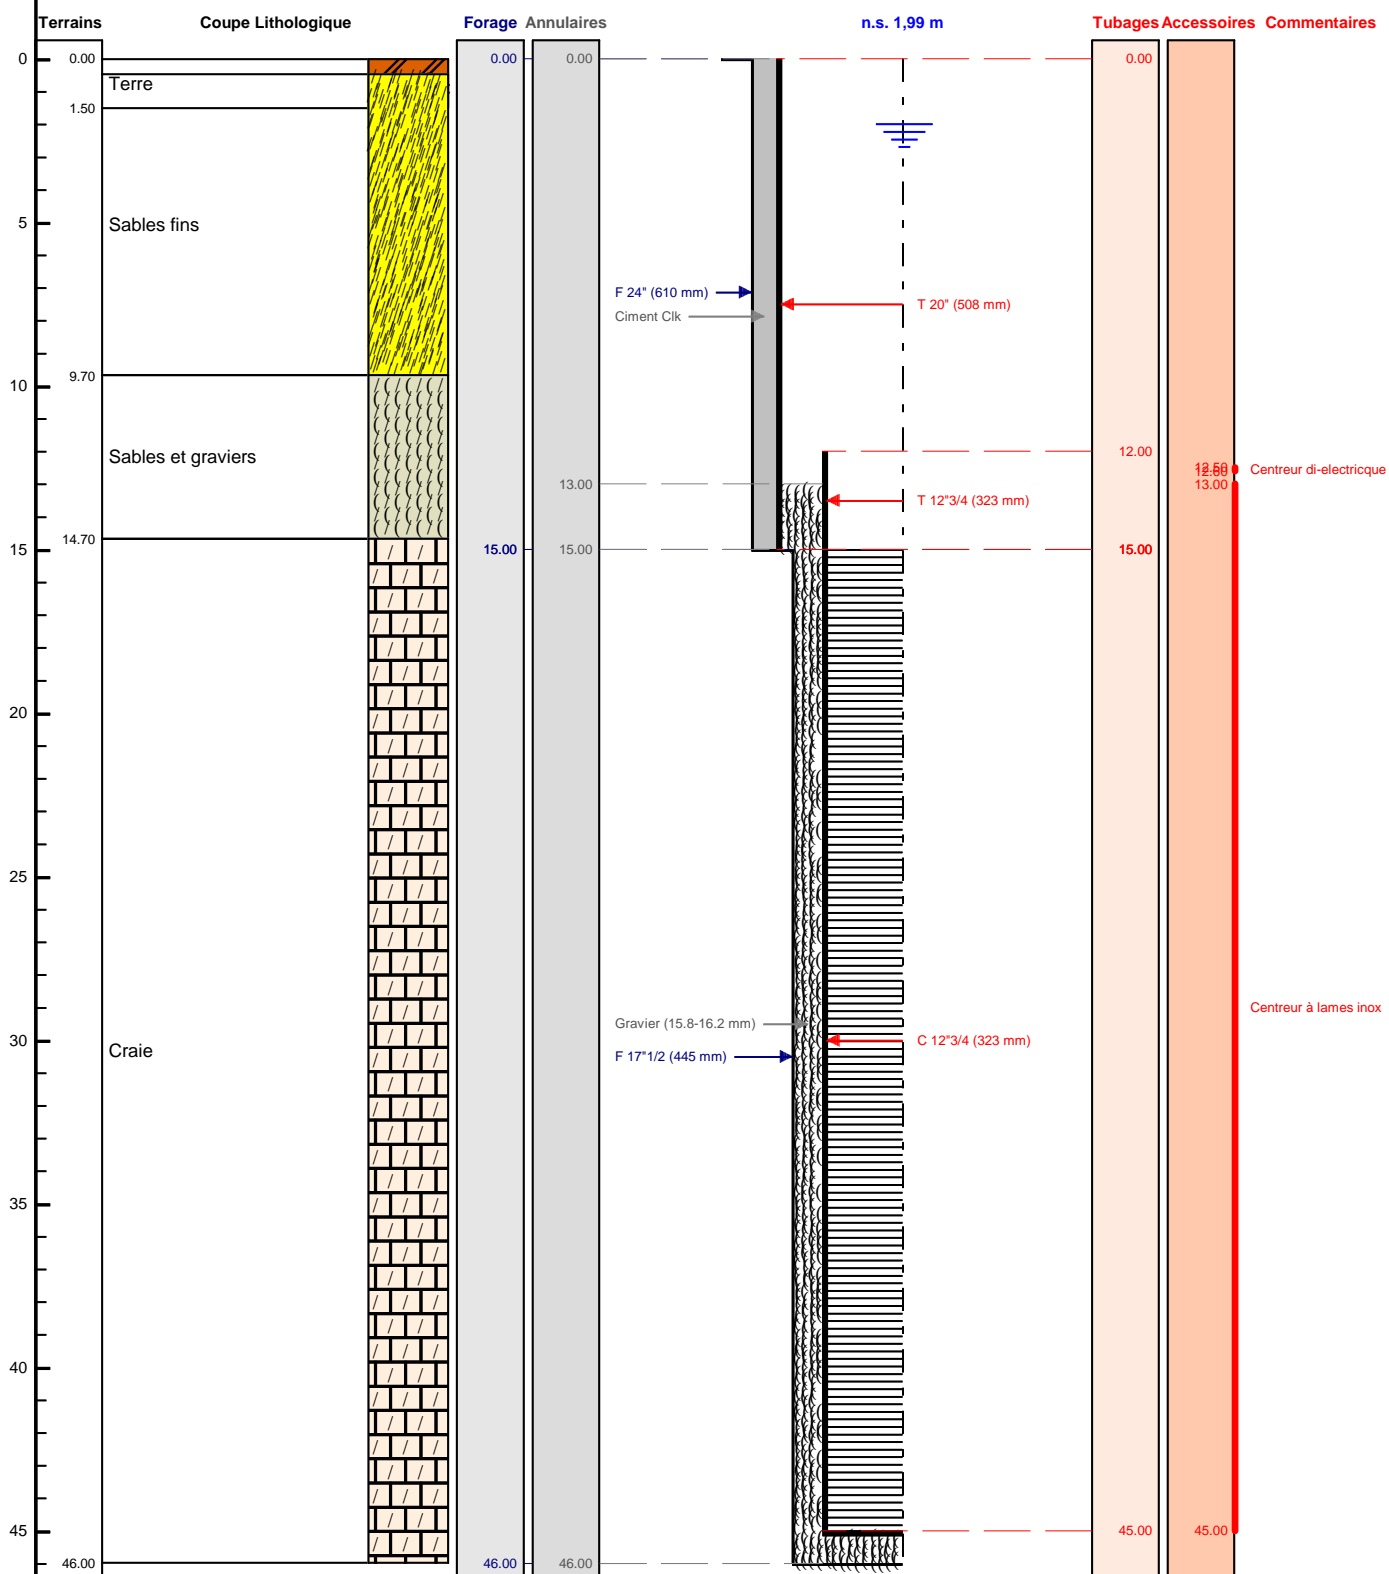 Terrains Coupe Lithologique Forage Annulaires n.s. 1,99 m Tubages Accessoires Commentaires
0 0.00 0.00 0.00 0.00
Terre
1.50
5 Sables fins
F 24" (610 mm)
T 20" (508 mm)
Ciment Clk
9.70
10
12.00
Sables et graviers
12.50 Centreur di-electricque
13.00 13.00
T 12"3/4 (323 mm)
14.70
15 15.00 15.00 15.00
20
25
Centreur à lames inox
Gravier (15.8-16.2 mm)
30 C 12"3/4 (323 mm)
Craie
F 17"1/2 (445 mm)
35
40
45 45.00 45.00
46.00 46.00 46.00